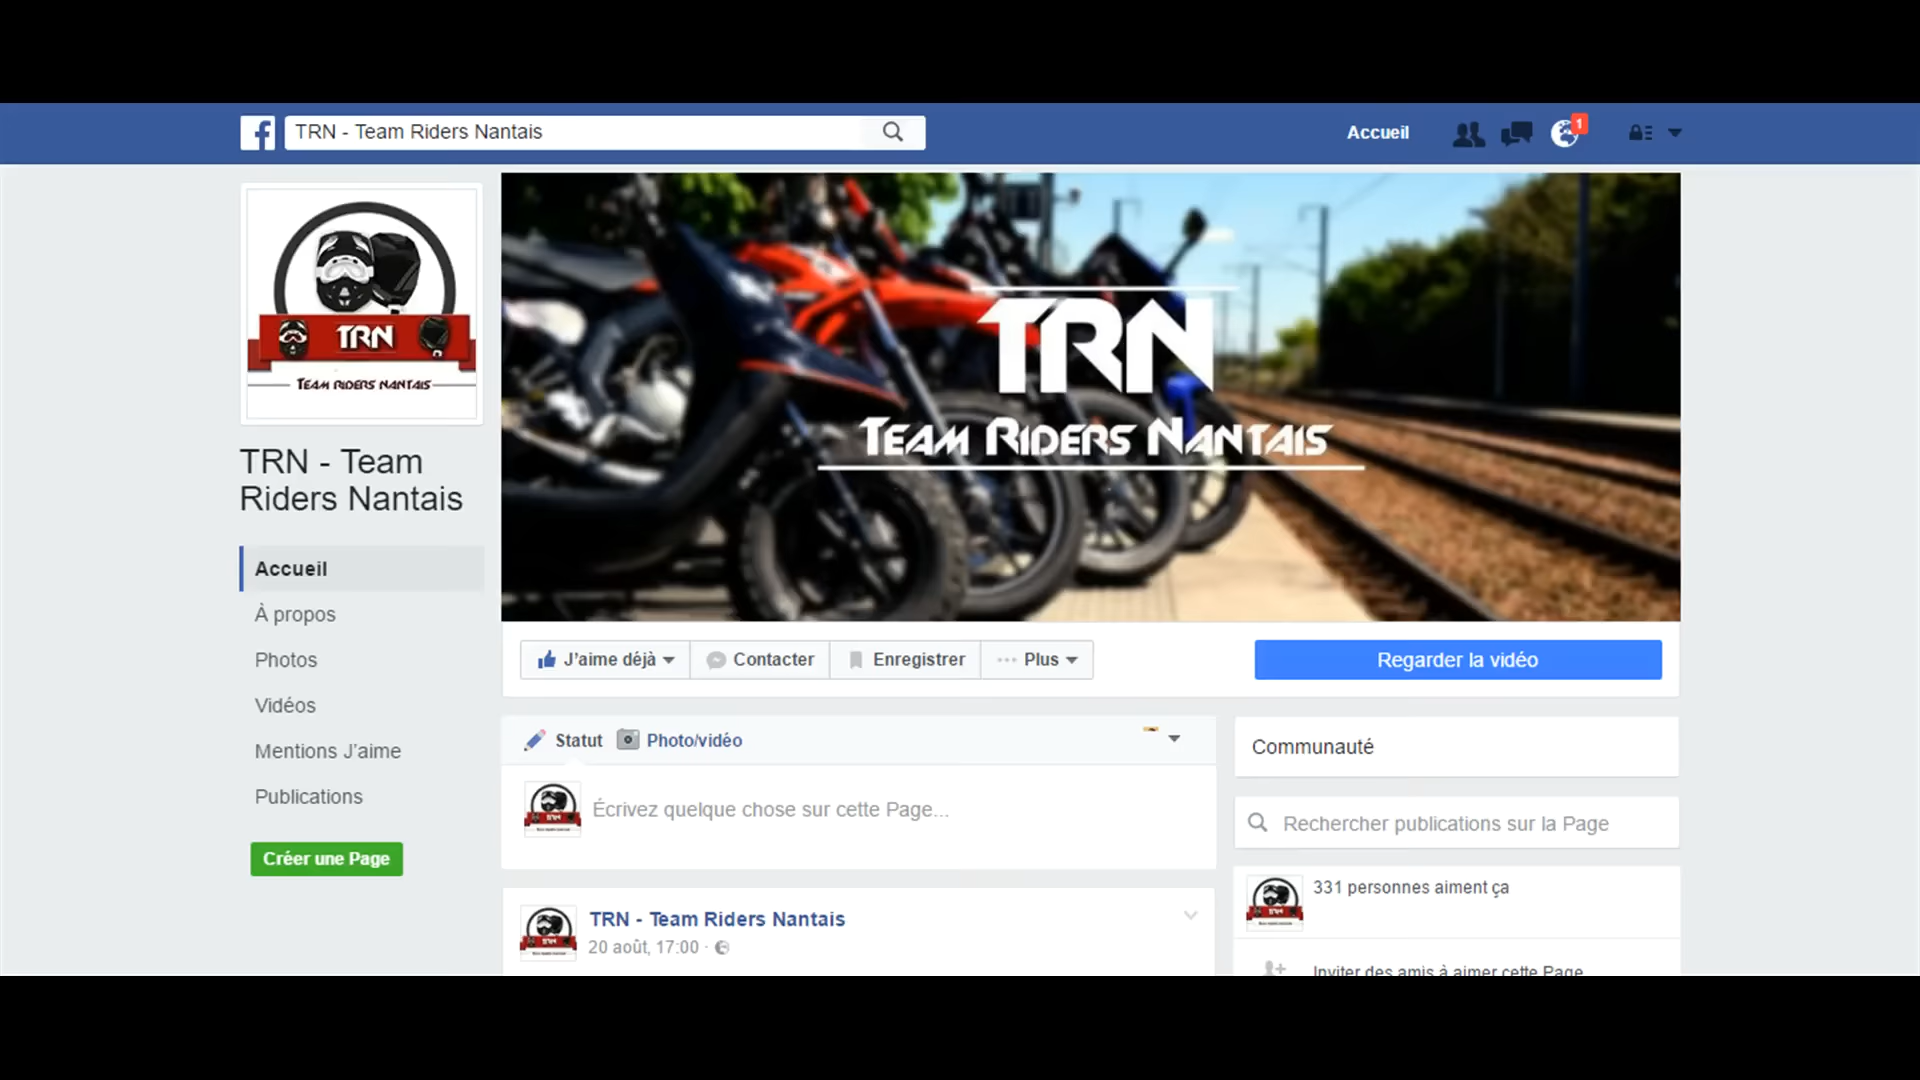 TRN - Team Riders Nantais
Accueil
1
TRN
TEAM RIDERS NANTAIS
TRN
TEAM RIDERS NANTAIS
TRN - Team
Riders Nantais
Accueil
À propos
Photos
Vidéos
Mentions J'aime
Publications
Créer une Page
J'aime déjà
Contacter
Enregistrer
Plus
Regarder la vidéo
Statut
Photo/vidéo
Écrivez quelque chose sur cette Page...
TRN - Team Riders Nantais
20 août, 17:00 ·
Communauté
Rechercher publications sur la Page
331 personnes aiment ça
Inviter des amis à aimer cette Page